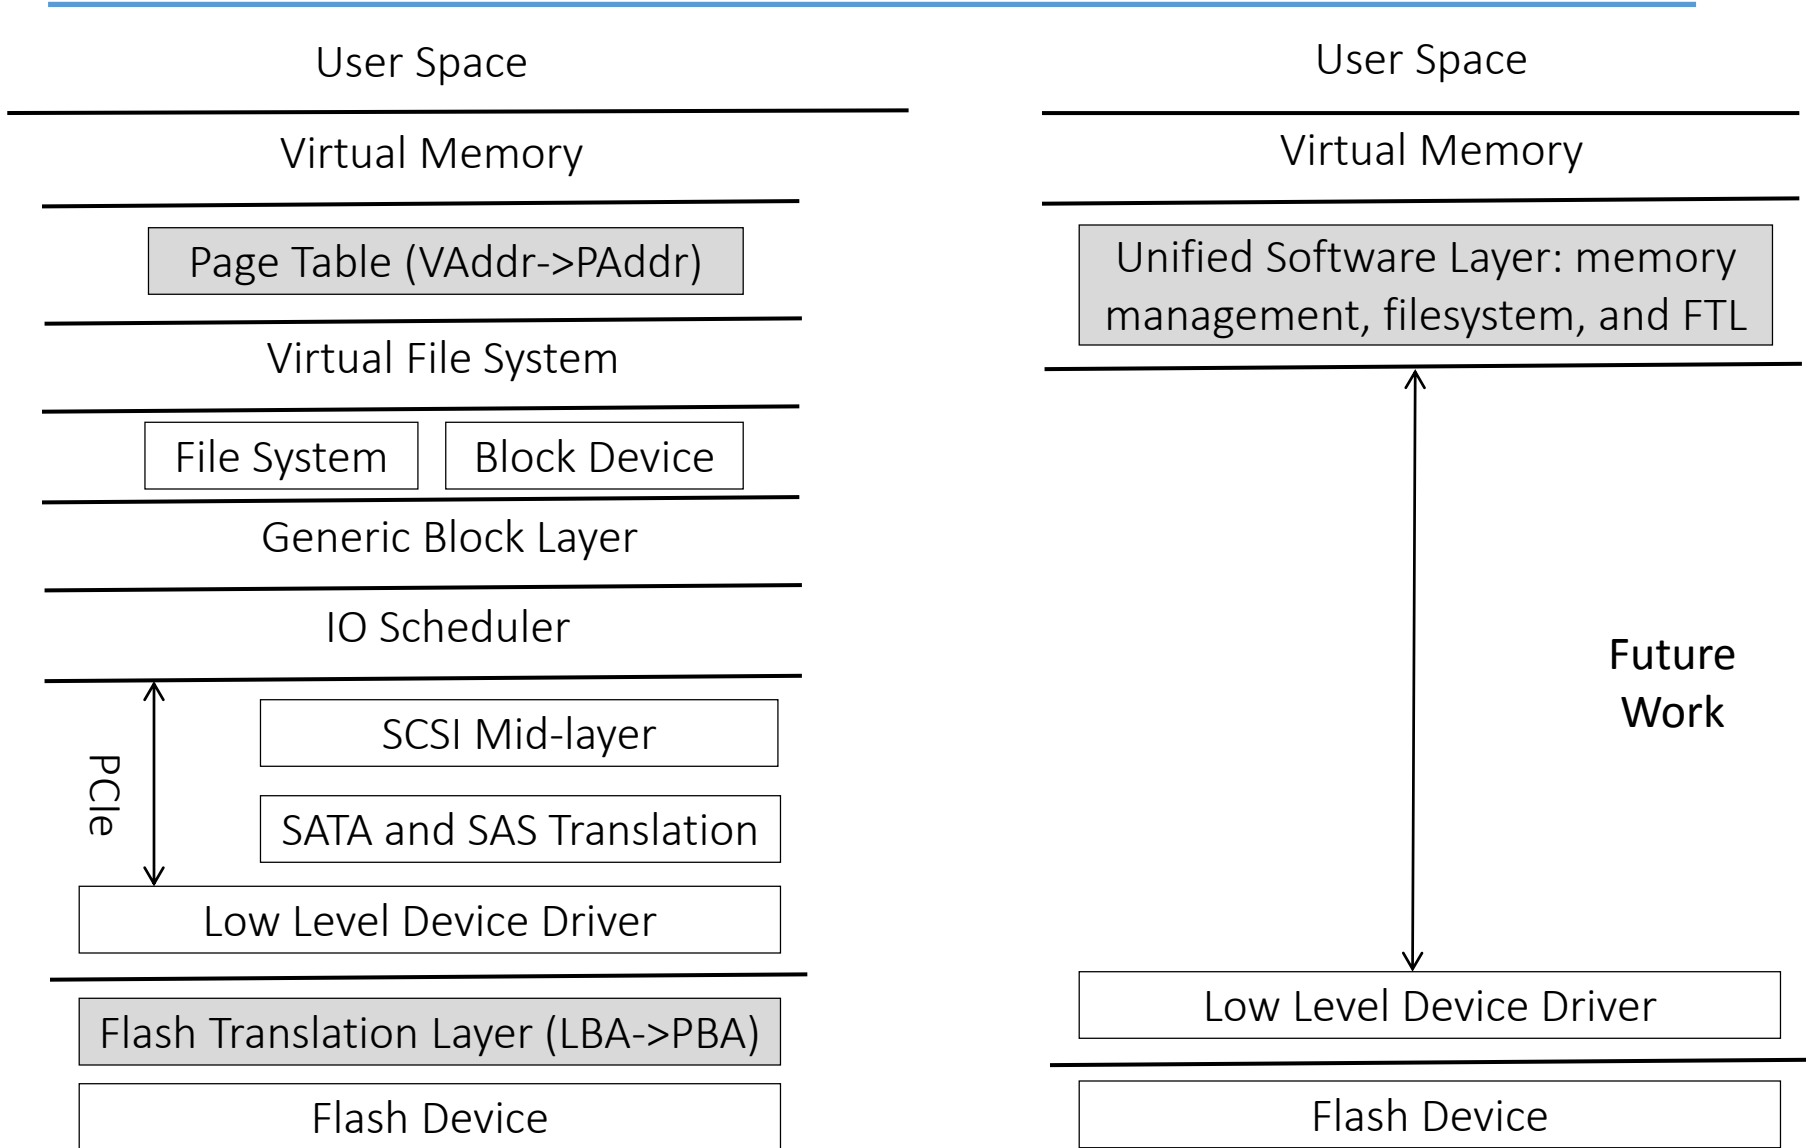 User Space
Virtual Memory
Page Table (VAddr->PAddr)
Virtual File System
File System
Block Device
Generic Block Layer
IO Scheduler
PCIe
SCSI Mid-layer
SATA and SAS Translation
Low Level Device Driver
Flash Translation Layer (LBA->PBA)
Flash Device
User Space
Virtual Memory
Unified Software Layer: memory
management, filesystem, and FTL
Future
Work
Low Level Device Driver
Flash Device